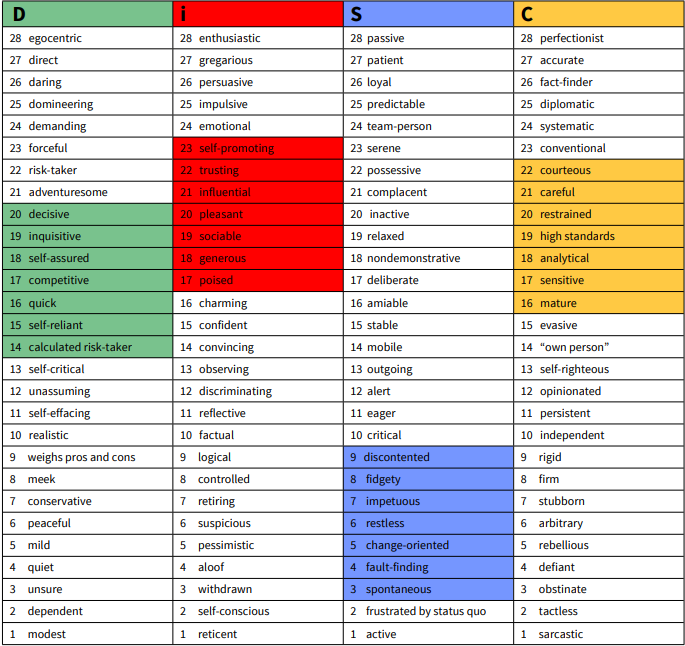 D i S C
28 egocentric 28 enthusiastic 28 passive 28 perfectionist
27 direct 27 gregarious 27 patient 27 accurate
26 daring 26 persuasive 26 loyal 26 fact-finder
25 domineering 25 impulsive 25 predictable 25 diplomatic
24 demanding 24 emotional 24 team-person 24 systematic
23 forceful 23 self-promoting 23 serene 23 conventional
22 risk-taker 22 trusting 22 possessive 22 courteous
21 adventuresome 21 influential 21 complacent 21 careful
20 decisive 20 pleasant 20 inactive 20 restrained
19 inquisitive 19 sociable 19 relaxed 19 high standards
18 self-assured 18 generous 18 nondemonstrative 18 analytical
17 competitive 17 poised 17 deliberate 17 sensitive
16 quick 16 charming 16 amiable 16 mature
15 self-reliant 15 confident 15 stable 15 evasive
14 calculated risk-taker 14 convincing 14 mobile 14 “own person”
13 self-critical 13 observing 13 outgoing 13 self-righteous
12 unassuming 12 discriminating 12 alert 12 opinionated
11 self-effacing 11 reflective 11 eager 11 persistent
10 realistic 10 factual 10 critical 10 independent
9 weighs pros and cons 9 logical 9 discontented 9 rigid
8 meek 8 controlled 8 fidgety 8 firm
7 conservative 7 retiring 7 impetuous 7 stubborn
6 peaceful 6 suspicious 6 restless 6 arbitrary
5 mild 5 pessimistic 5 change-oriented 5 rebellious
4 quiet 4 aloof 4 fault-finding 4 defiant
3 unsure 3 withdrawn 3 spontaneous 3 obstinate
2 dependent 2 self-conscious 2 frustrated by status quo 2 tactless
1 modest 1 reticent 1 active 1 sarcastic